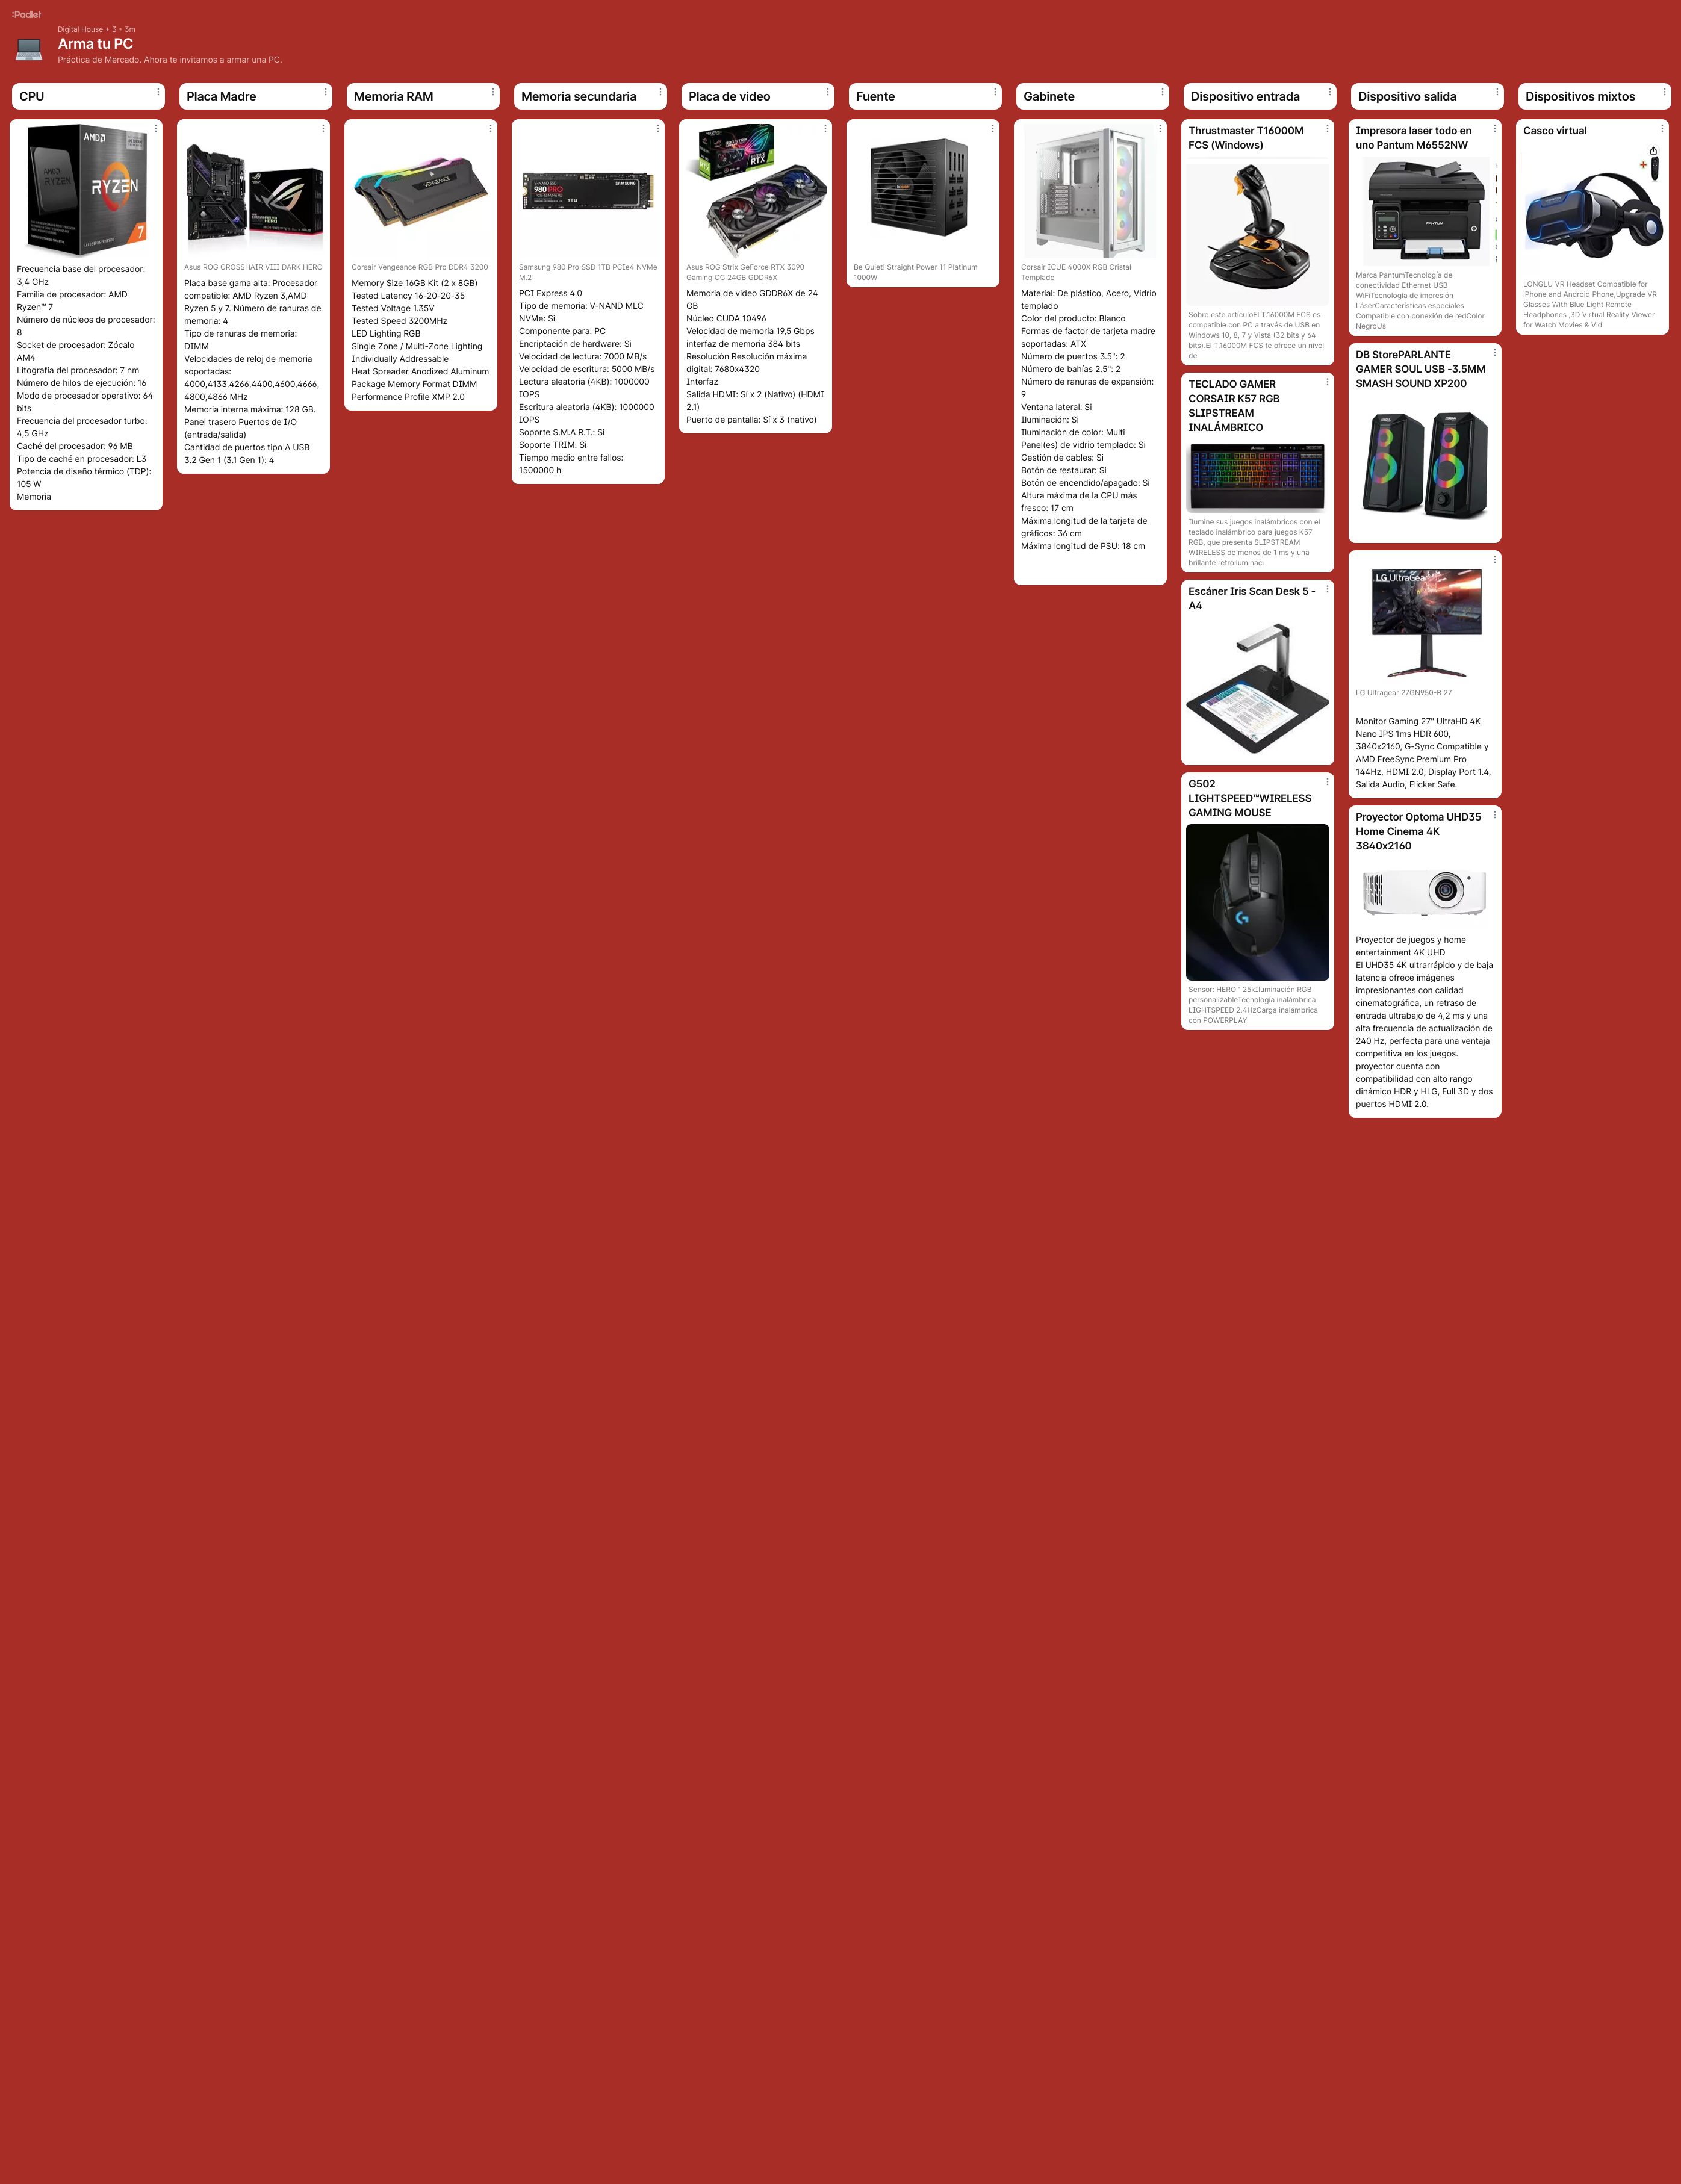 :Padlet
Digital House + 3 • 3m
Arma tu PC
Práctica de Mercado. Ahora te invitamos a armar una PC.
CPU
AMD
RYZEN
AMD
RYZEN
7
Frecuencia base del procesador:
3,4 GHz
Familia de procesador: AMD
Ryzen™ 7
Número de núcleos de procesador:
8
Socket de procesador: Zócalo
AM4
Litografía del procesador: 7 nm
Número de hilos de ejecución: 16
Modo de procesador operativo: 64
bits
Frecuencia del procesador turbo:
4,5 GHz
Caché del procesador: 96 MB
Tipo de caché en procesador: L3
Potencia de diseño térmico (TDP):
105 W
Memoria
Placa Madre
Asus ROG CROSSHAIR VIII DARK HERO
Placa base gama alta: Procesador
compatible: AMD Ryzen 3,AMD
Ryzen 5 y 7. Número de ranuras de
memoria: 4
Tipo de ranuras de memoria:
DIMM
Velocidades de reloj de memoria
soportadas:
4000,4133,4266,4400,4600,4666,
4800,4866 MHz
Memoria interna máxima: 128 GB.
Panel trasero Puertos de I/O
(entrada/salida)
Cantidad de puertos tipo A USB
3.2 Gen 1 (3.1 Gen 1): 4
Memoria RAM
VENGEANCE
Corsair Vengeance RGB Pro DDR4 3200
Memory Size 16GB Kit (2 x 8GB)
Tested Latency 16-20-20-35
Tested Voltage 1.35V
Tested Speed 3200MHz
LED Lighting RGB
Single Zone / Multi-Zone Lighting
Individually Addressable
Heat Spreader Anodized Aluminum
Package Memory Format DIMM
Performance Profile XMP 2.0
Memoria secundaria
V-NAND SSD
980 PRO
SAMSUNG
1TB
Samsung 980 Pro SSD 1TB PCIe4 NVMe
M.2
PCI Express 4.0
Tipo de memoria: V-NAND MLC
NVMe: Si
Componente para: PC
Encriptación de hardware: Si
Velocidad de lectura: 7000 MB/s
Velocidad de escritura: 5000 MB/s
Lectura aleatoria (4KB): 1000000
IOPS
Escritura aleatoria (4KB): 1000000
IOPS
Soporte S.M.A.R.T.: Si
Soporte TRIM: Si
Tiempo medio entre fallos:
1500000 h
Placa de video
RTX
Asus ROG Strix GeForce RTX 3090
Gaming OC 24GB GDDR6X
Memoria de video GDDR6X de 24
GB
Núcleo CUDA 10496
Velocidad de memoria 19,5 Gbps
interfaz de memoria 384 bits
Resolución Resolución máxima
digital: 7680x4320
Interfaz
Salida HDMI: Sí x 2 (Nativo) (HDMI
2.1)
Puerto de pantalla: Sí x 3 (nativo)
Fuente
Be Quiet! Straight Power 11 Platinum
1000W
Gabinete
Corsair ICUE 4000X RGB Cristal
Templado
Material: De plástico, Acero, Vidrio
templado
Color del producto: Blanco
Formas de factor de tarjeta madre
soportadas: ATX
Número de puertos 3.5": 2
Número de bahías 2.5": 2
Número de ranuras de expansión:
9
Ventana lateral: Si
Iluminación: Si
Iluminación de color: Multi
Panel(es) de vidrio templado: Si
Gestión de cables: Si
Botón de restaurar: Si
Botón de encendido/apagado: Si
Altura máxima de la CPU más
fresco: 17 cm
Máxima longitud de la tarjeta de
gráficos: 36 cm
Máxima longitud de PSU: 18 cm
Dispositivo entrada
Thrustmaster T16000M
FCS (Windows)
Sobre este artículoEl T.16000M FCS es
compatible con PC a través de USB en
Windows 10, 8, 7 y Vista (32 bits y 64
bits).El T.16000M FCS te ofrece un nivel
de
TECLADO GAMER
CORSAIR K57 RGB
SLIPSTREAM
INALÁMBRICO
Ilumine sus juegos inalámbricos con el
teclado inalámbrico para juegos K57
RGB, que presenta SLIPSTREAM
WIRELESS de menos de 1 ms y una
brillante retroiluminaci
Escáner Iris Scan Desk 5 -
A4
G502
LIGHTSPEED™WIRELESS
GAMING MOUSE
Sensor: HERO™ 25kIluminación RGB
personalizableTecnología inalámbrica
LIGHTSPEED 2.4HzCarga inalámbrica
con POWERPLAY
Dispositivo salida
Impresora laser todo en
uno Pantum M6552NW
PANTUM
Marca PantumTecnología de
conectividad Ethernet USB
WiFiTecnología de impresión
LáserCaracterísticas especiales
Compatible con conexión de redColor
NegroUs
DB StorePARLANTE
GAMER SOUL USB -3.5MM
SMASH SOUND XP200
LG UltraGear
LG Ultragear 27GN950-B 27
Monitor Gaming 27" UltraHD 4K
Nano IPS 1ms HDR 600,
3840x2160, G-Sync Compatible y
AMD FreeSync Premium Pro
144Hz, HDMI 2.0, Display Port 1.4,
Salida Audio, Flicker Safe.
Proyector Optoma UHD35
Home Cinema 4K
3840x2160
Proyector de juegos y home
entertainment 4K UHD
El UHD35 4K ultrarrápido y de baja
latencia ofrece imágenes
impresionantes con calidad
cinematográfica, un retraso de
entrada ultrabajo de 4,2 ms y una
alta frecuencia de actualización de
240 Hz, perfecta para una ventaja
competitiva en los juegos.
proyector cuenta con
compatibilidad con alto rango
dinámico HDR y HLG, Full 3D y dos
puertos HDMI 2.0.
Dispositivos mixtos
Casco virtual
LONGLU VR Headset Compatible for
iPhone and Android Phone,Upgrade VR
Glasses With Blue Light Remote
Headphones ,3D Virtual Reality Viewer
for Watch Movies & Vid